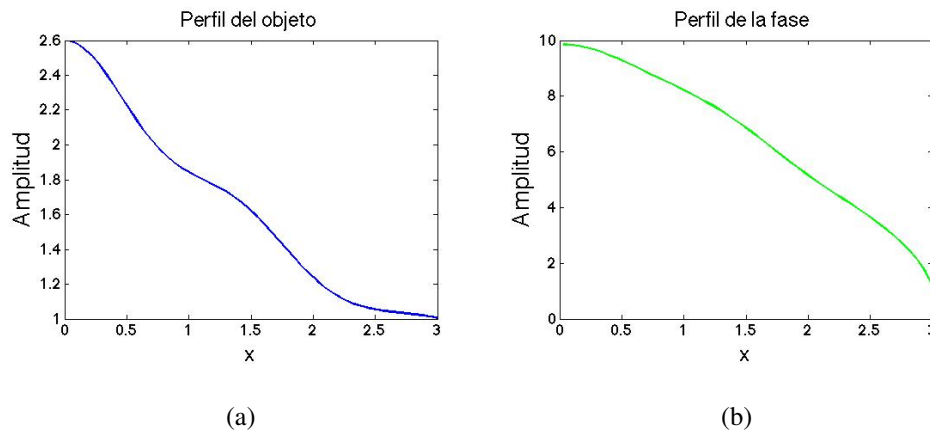 Perfil del objeto
Amplitud
2.6
2.4
2.2
2
1.8
1.6
1.4
1.2
1
0 0.5 1 1.5 2 2.5 3
x
(a)
Perfil de la fase
Amplitud
10
8
6
4
2
0
0 0.5 1 1.5 2 2.5 3
x
(b)